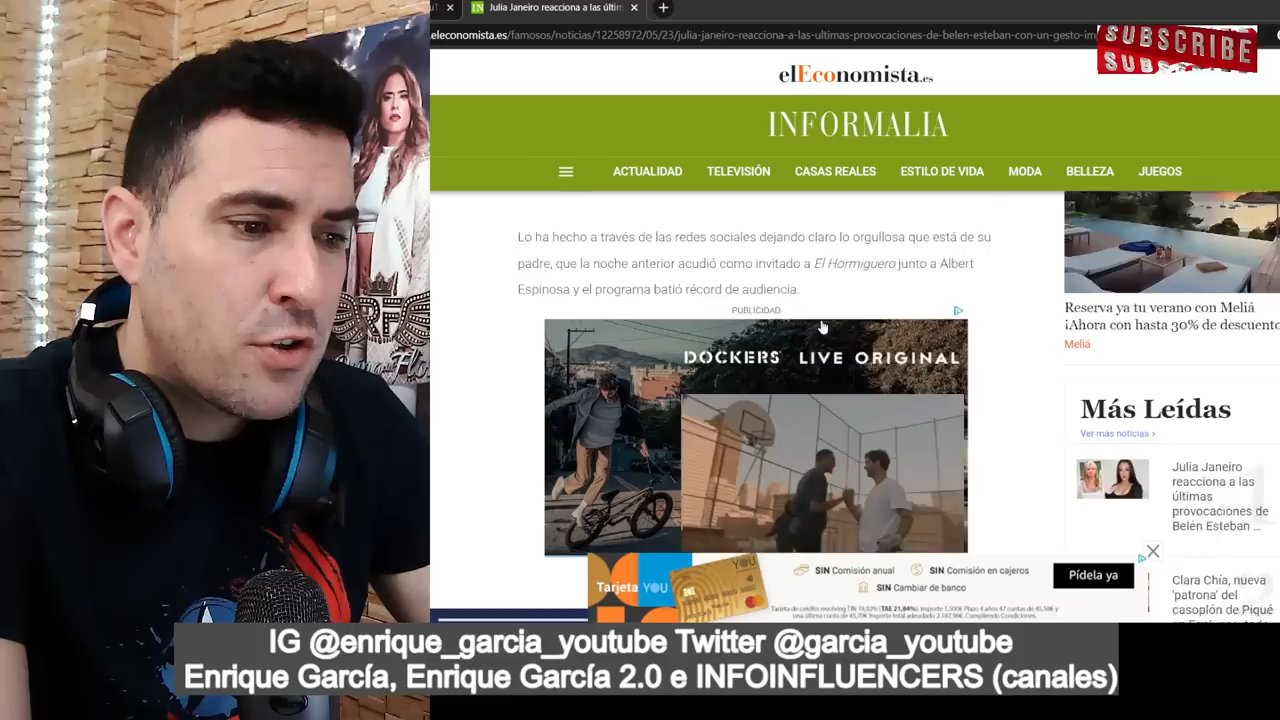 Julia Janeiro reacciona a las últim
eleconomista.es/famosos/noticias/12258972/05/23/julia-janeiro-reacciona-a-las-ultimas-provocaciones-de-belen-esteban-con-un-gesto-im
SUBSCRIBE
elEconomista.es
INFORMALIA
ACTUALIDAD TELEVISIÓN CASAS REALES ESTILO DE VIDA MODA BELLEZA JUEGOS
Lo ha hecho a través de las redes sociales dejando claro lo orgullosa que está de su
padre, que la noche anterior acudió como invitado a El Hormiguero junto a Albert
Espinosa y el programa batió récord de audiencia.
PUBLICIDAD
DOCKERS LIVE ORIGINAL
Reserva ya tu verano con Meliá
¡Ahora con hasta 30% de descuento
Meliá
Más Leídas
Ver más noticias >
Julia Janeiro
reacciona a las
últimas
provocaciones de
Belén Esteban ...
Clara Chía, nueva
'patrona' del
casoplón de Piqué
Tarjeta YOU
YOU
SIN Comisión anual SIN Comisión en cajeros
SIN Cambiar de banco
Pídela ya
IG @enrique_garcia_youtube Twitter @garcia_youtube
Enrique García, Enrique García 2.0 e INFOINFLUENCERS (canales)